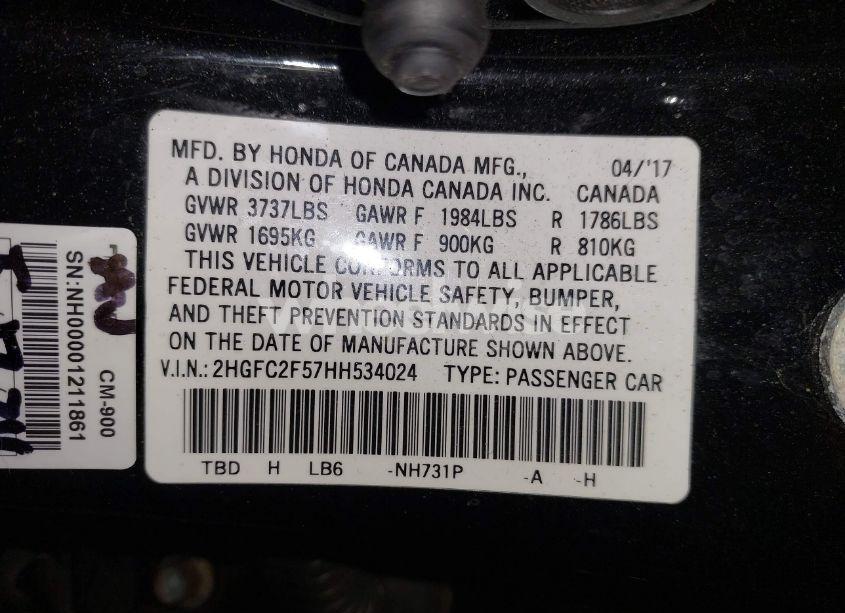 MFD. BY HONDA OF CANADA MFG., 04/'17
A DIVISION OF HONDA CANADA INC. CANADA
GVWR 3737LBS GAWR F 1984LBS R 1786LBS
GVWR 1695KG GAWR F 900KG R 810KG
THIS VEHICLE CONFORMS TO ALL APPLICABLE
FEDERAL MOTOR VEHICLE SAFETY, BUMPER,
AND THEFT PREVENTION STANDARDS IN EFFECT
ON THE DATE OF MANUFACTURE SHOWN ABOVE.
V.I.N.: 2HGFC2F57HH534024 TYPE: PASSENGER CAR
TBD H LB6 -NH731P -A -H
CM-900
SN:NH00001211861